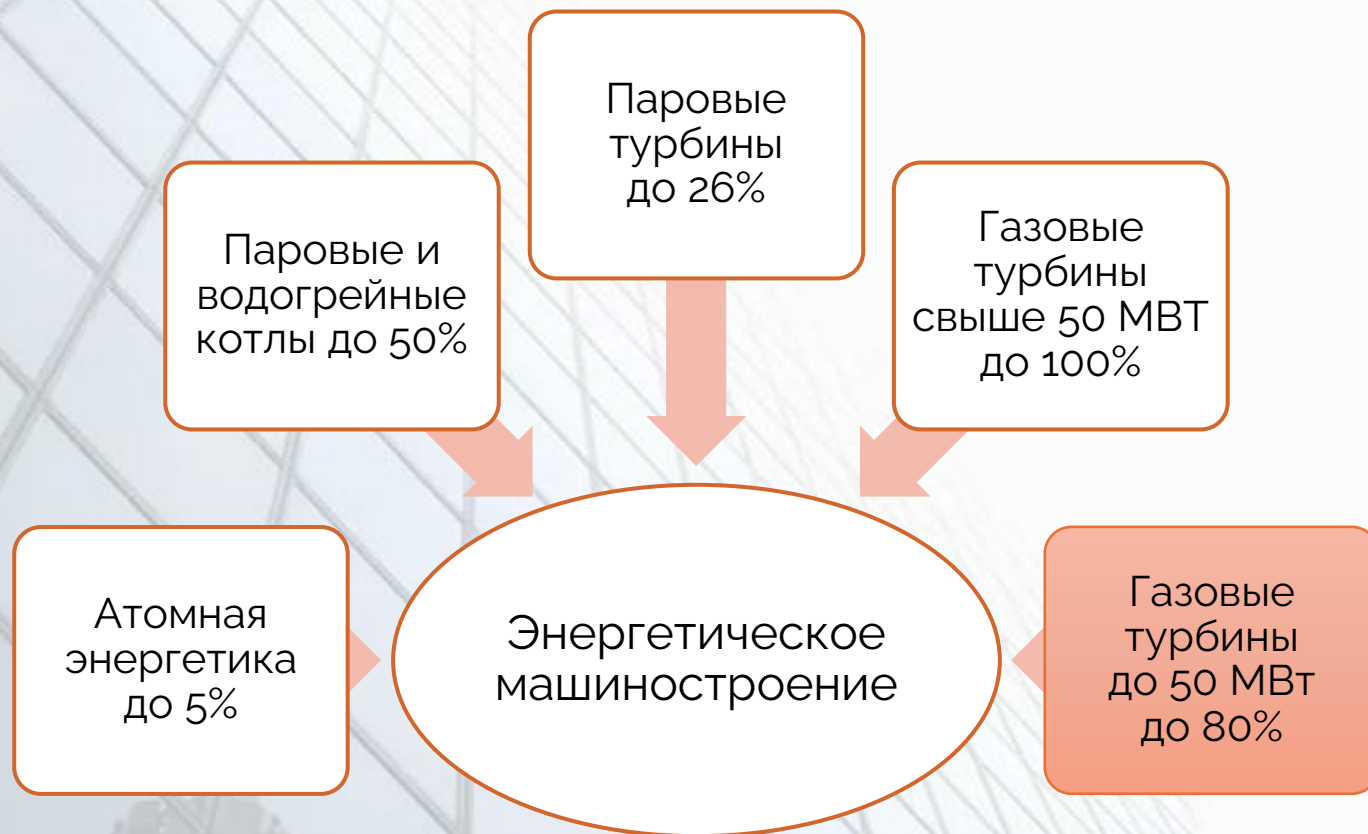 Паровые
турбины
до 26%
Паровые и
водогрейные
котлы до 50%
Газовые
турбины
свыше 50 МВТ
до 100%
Атомная
энергетика
до 5%
Энергетическое
машиностроение
Газовые
турбины
до 50 МВт
до 80%